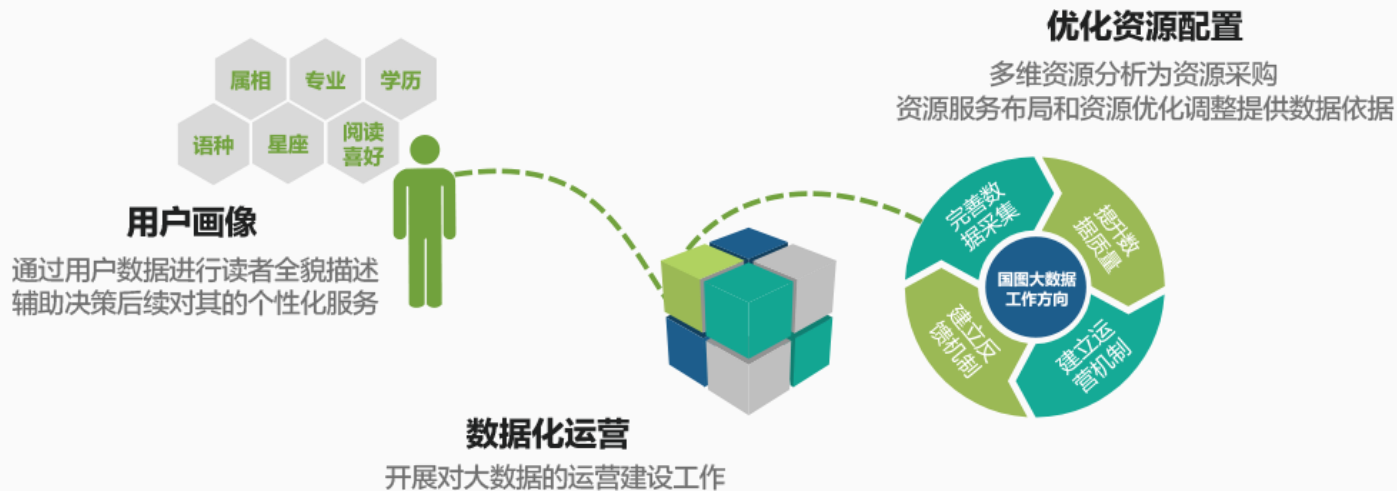 属相
专业
学历
语种
星座
阅读
喜好
用户画像
通过用户数据进行读者全貌描述
辅助决策后续对其的个性化服务
数据化运营
开展对大数据的运营建设工作
优化资源配置
多维资源分析为资源采购
资源服务布局和资源优化调整提供数据依据
完善数
据采集
提升数
据质量
国图大数据
工作方向
建立反
馈机制
建立运
营机制